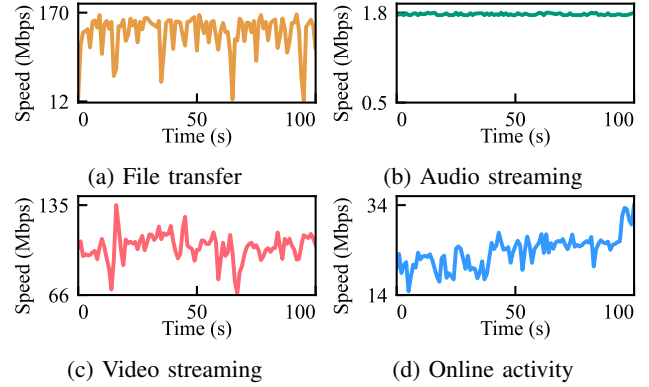 Speed (Mbps)
170
12
50
0
100
Time (s)
(a) File transfer
Speed (Mbps)
1.8
0.5
0
50
100
Time (s)
(b) Audio streaming
Speed (Mbps)
135
66
0
50
100
Time (s)
(c) Video streaming
Speed (Mbps)
34
14
0
50
100
Time (s)
(d) Online activity